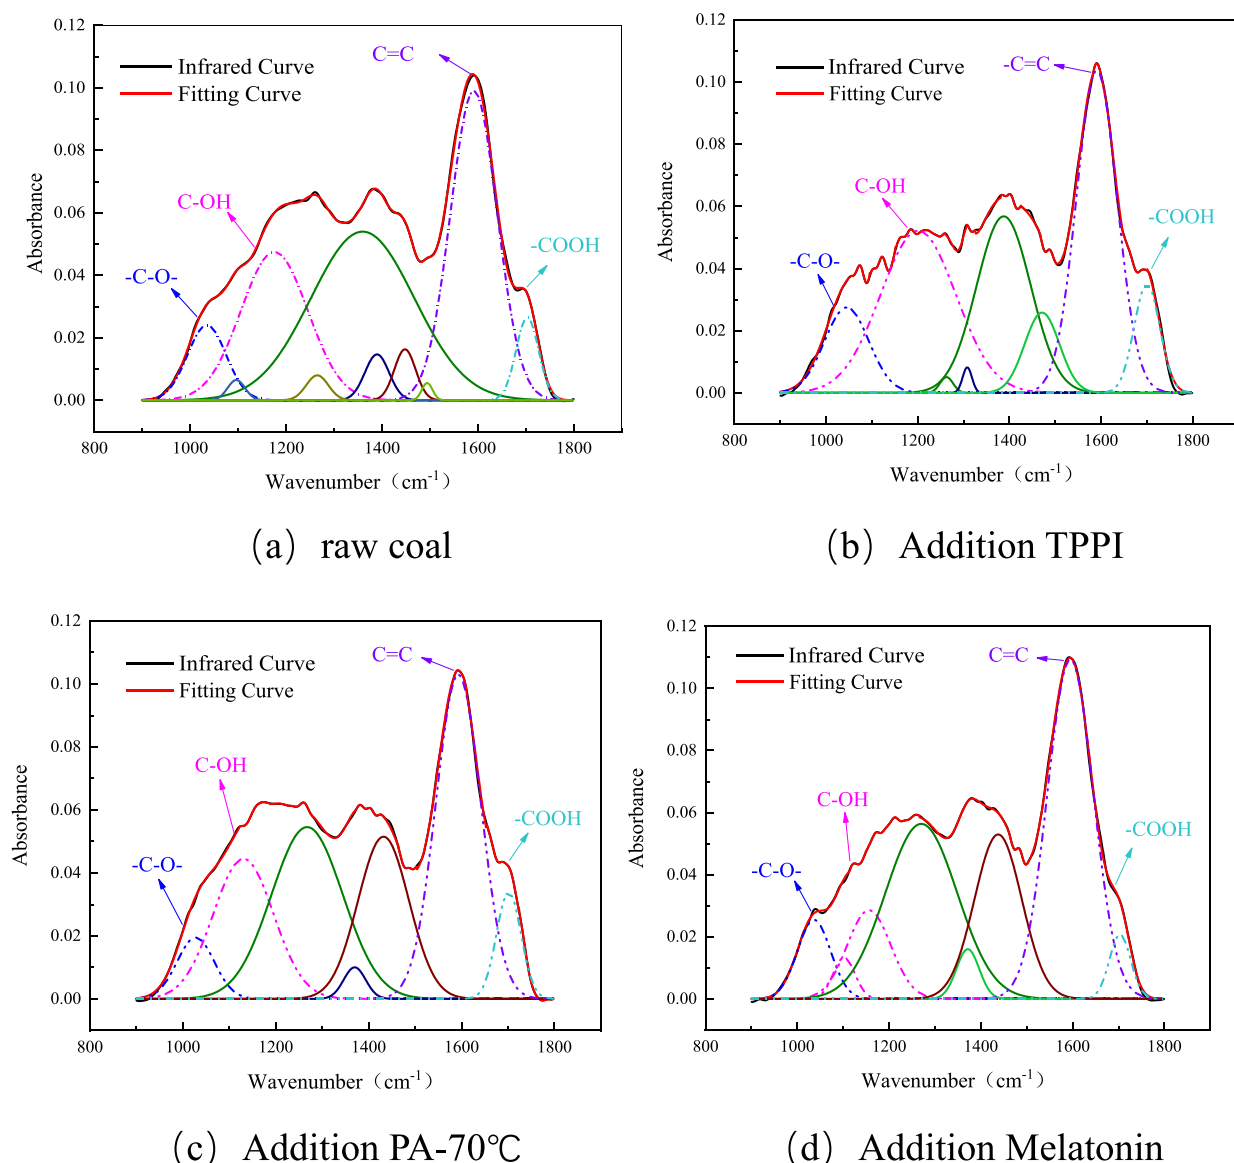 0.12
0.10
0.08
0.06
0.04
0.02
0.00
Absorbance
Infrared Curve
Fitting Curve
C=C
C-OH
-C-O-
-COOH
800 1000 1200 1400 1600 1800
Wavenumber（cm-1）
（a）raw coal
0.12
0.10
0.08
0.06
0.04
0.02
0.00
Absorbance
Infrared Curve
Fitting Curve
-C=C
C-OH
-C-O-
-COOH
800 1000 1200 1400 1600 1800
Wavenumber（cm-1）
（b）Addition TPPI
0.12
0.10
0.08
0.06
0.04
0.02
0.00
Absorbance
Infrared Curve
Fitting Curve
C=C
C-OH
-C-O-
-COOH
800 1000 1200 1400 1600 1800
Wavenumber（cm-1）
（c）Addition PA-70℃
0.12
0.10
0.08
0.06
0.04
0.02
0.00
Absorbance
Infrared Curve
Fitting Curve
C=C
C-OH
-C-O-
-COOH
800 1000 1200 1400 1600 1800
Wavenumber（cm-1）
（d）Addition Melatonin